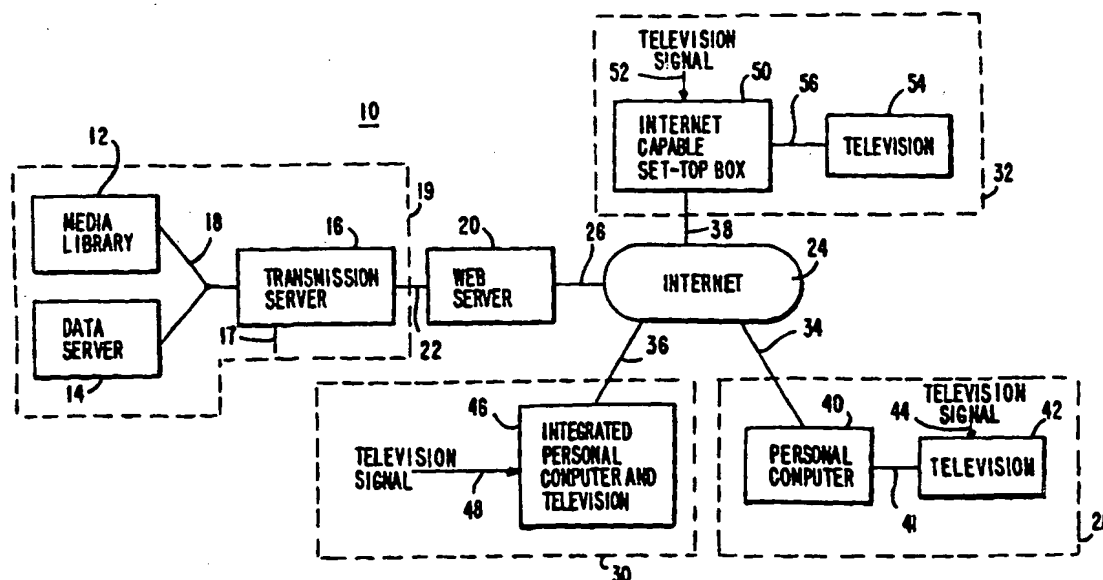 TELEVISION
SIGNAL
52
50
56
54
INTERNET
CAPABLE
SET-TOP BOX
TELEVISION
32
10
12
MEDIA
LIBRARY
18
16
19
TRANSMISSION
SERVER
17
DATA
SERVER
14
20
WEB
SERVER
22
26
38
24
INTERNET
36
34
46
INTEGRATED
PERSONAL
COMPUTER AND
TELEVISION
TELEVISION
SIGNAL
48
30
40
PERSONAL
COMPUTER
TELEVISION
SIGNAL
44
42
TELEVISION
41